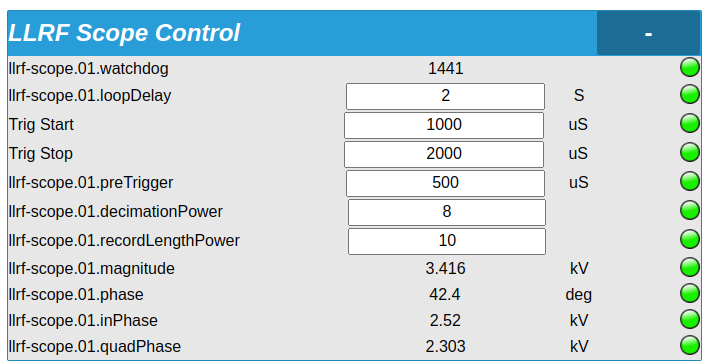 LLRF Scope Control -
llrf-scope.01.watchdog 1441
llrf-scope.01.loopDelay 2 S
Trig Start 1000 uS
Trig Stop 2000 uS
llrf-scope.01.preTrigger 500 uS
llrf-scope.01.decimationPower 8
llrf-scope.01.recordLengthPower 10
llrf-scope.01.magnitude 3.416 kV
llrf-scope.01.phase 42.4 deg
llrf-scope.01.inPhase 2.52 kV
llrf-scope.01.quadPhase 2.303 kV